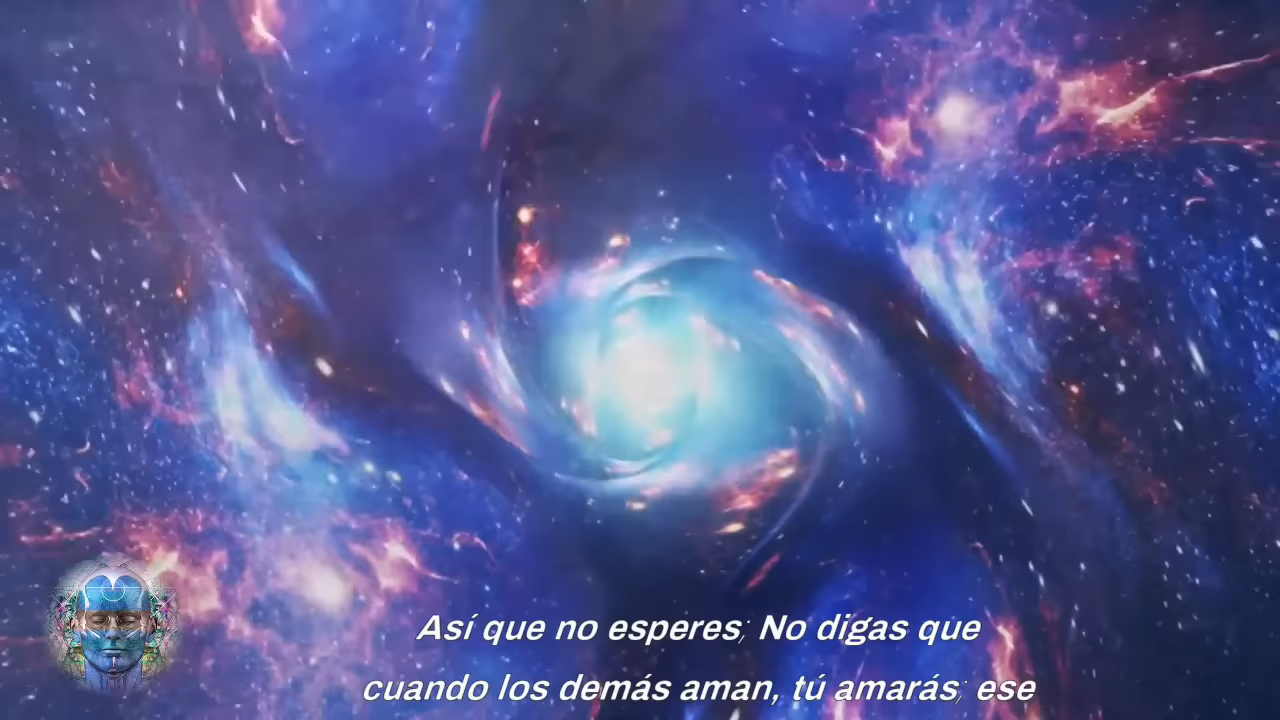 Así que no esperes; No digas que
cuando los demás aman, tú amarás; ese